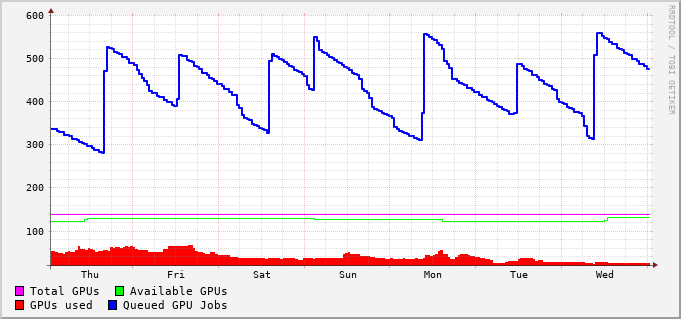 600
500
400
300
200
100
Thu Fri Sat Sun Mon Tue Wed
Total GPUs Available GPUs
GPUs used Queued GPU Jobs
RRDTOOL / TOBI OETIKER